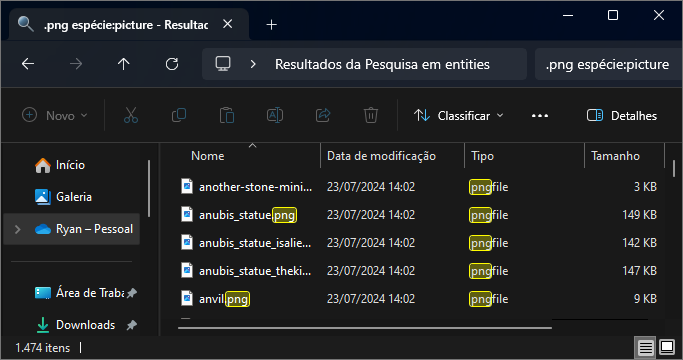 .png espécie:picture - Resultac
Resultados da Pesquisa em entities
.png espécie:picture
Novo
Classificar
Detalhes
Início
Galeria
Ryan – Pessoal
Área de Traba
Downloads
Nome Data de modificação Tipo Tamanho
another-stone-mini... 23/07/2024 14:02 pngfile 3 KB
anubis_statue.png 23/07/2024 14:02 pngfile 149 KB
anubis_statue_isalie... 23/07/2024 14:02 pngfile 142 KB
anubis_statue_theki... 23/07/2024 14:02 pngfile 147 KB
anvil.png 23/07/2024 14:02 pngfile 9 KB
1.474 itens